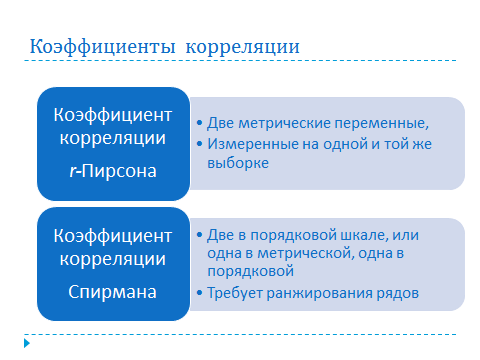 Коэффициенты корреляции
Коэффициент
корреляции
r-Пирсона
• Две метрические переменные,
• Измеренные на одной и той же
выборке
Коэффициент
корреляции
Спирмана
• Две в порядковой шкале, или
одна в метрической, одна в
порядковой
• Требует ранжирования рядов